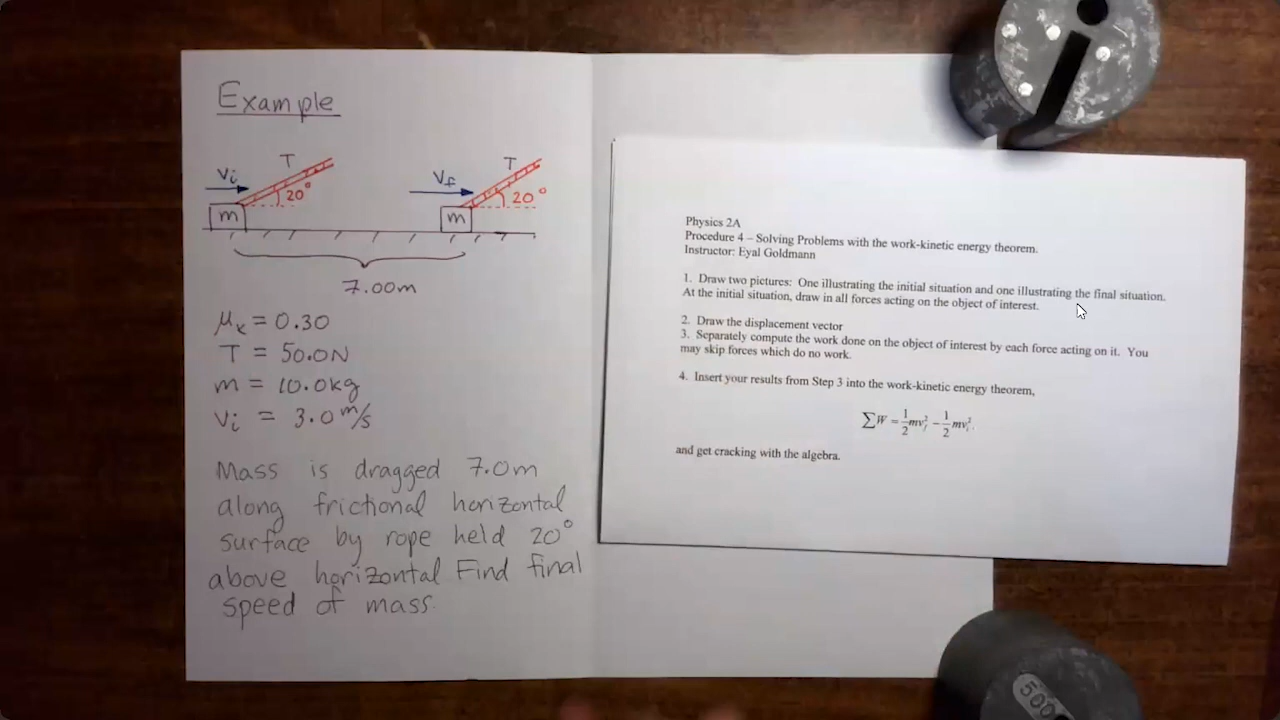 Example
Vi
T
20°
m
Vf
T
20°
m
7.00m
μk = 0.30
T = 50.0N
m = 10.0kg
Vi = 3.0 m/s
Mass is dragged 7.0m
along frictional horizontal
surface by rope held 20°
above horizontal Find final
speed of mass.
Physics 2A
Procedure 4 – Solving Problems with the work-kinetic energy theorem.
Instructor: Eyal Goldmann
1. Draw two pictures: One illustrating the initial situation and one illustrating the final situation.
At the initial situation, draw in all forces acting on the object of interest.
2. Draw the displacement vector
3. Separately compute the work done on the object of interest by each force acting on it. You
may skip forces which do no work.
4. Insert your results from Step 3 into the work-kinetic energy theorem,
∑W = 1/2 mv_f^2 − 1/2 mv_i^2.
and get cracking with the algebra.
500